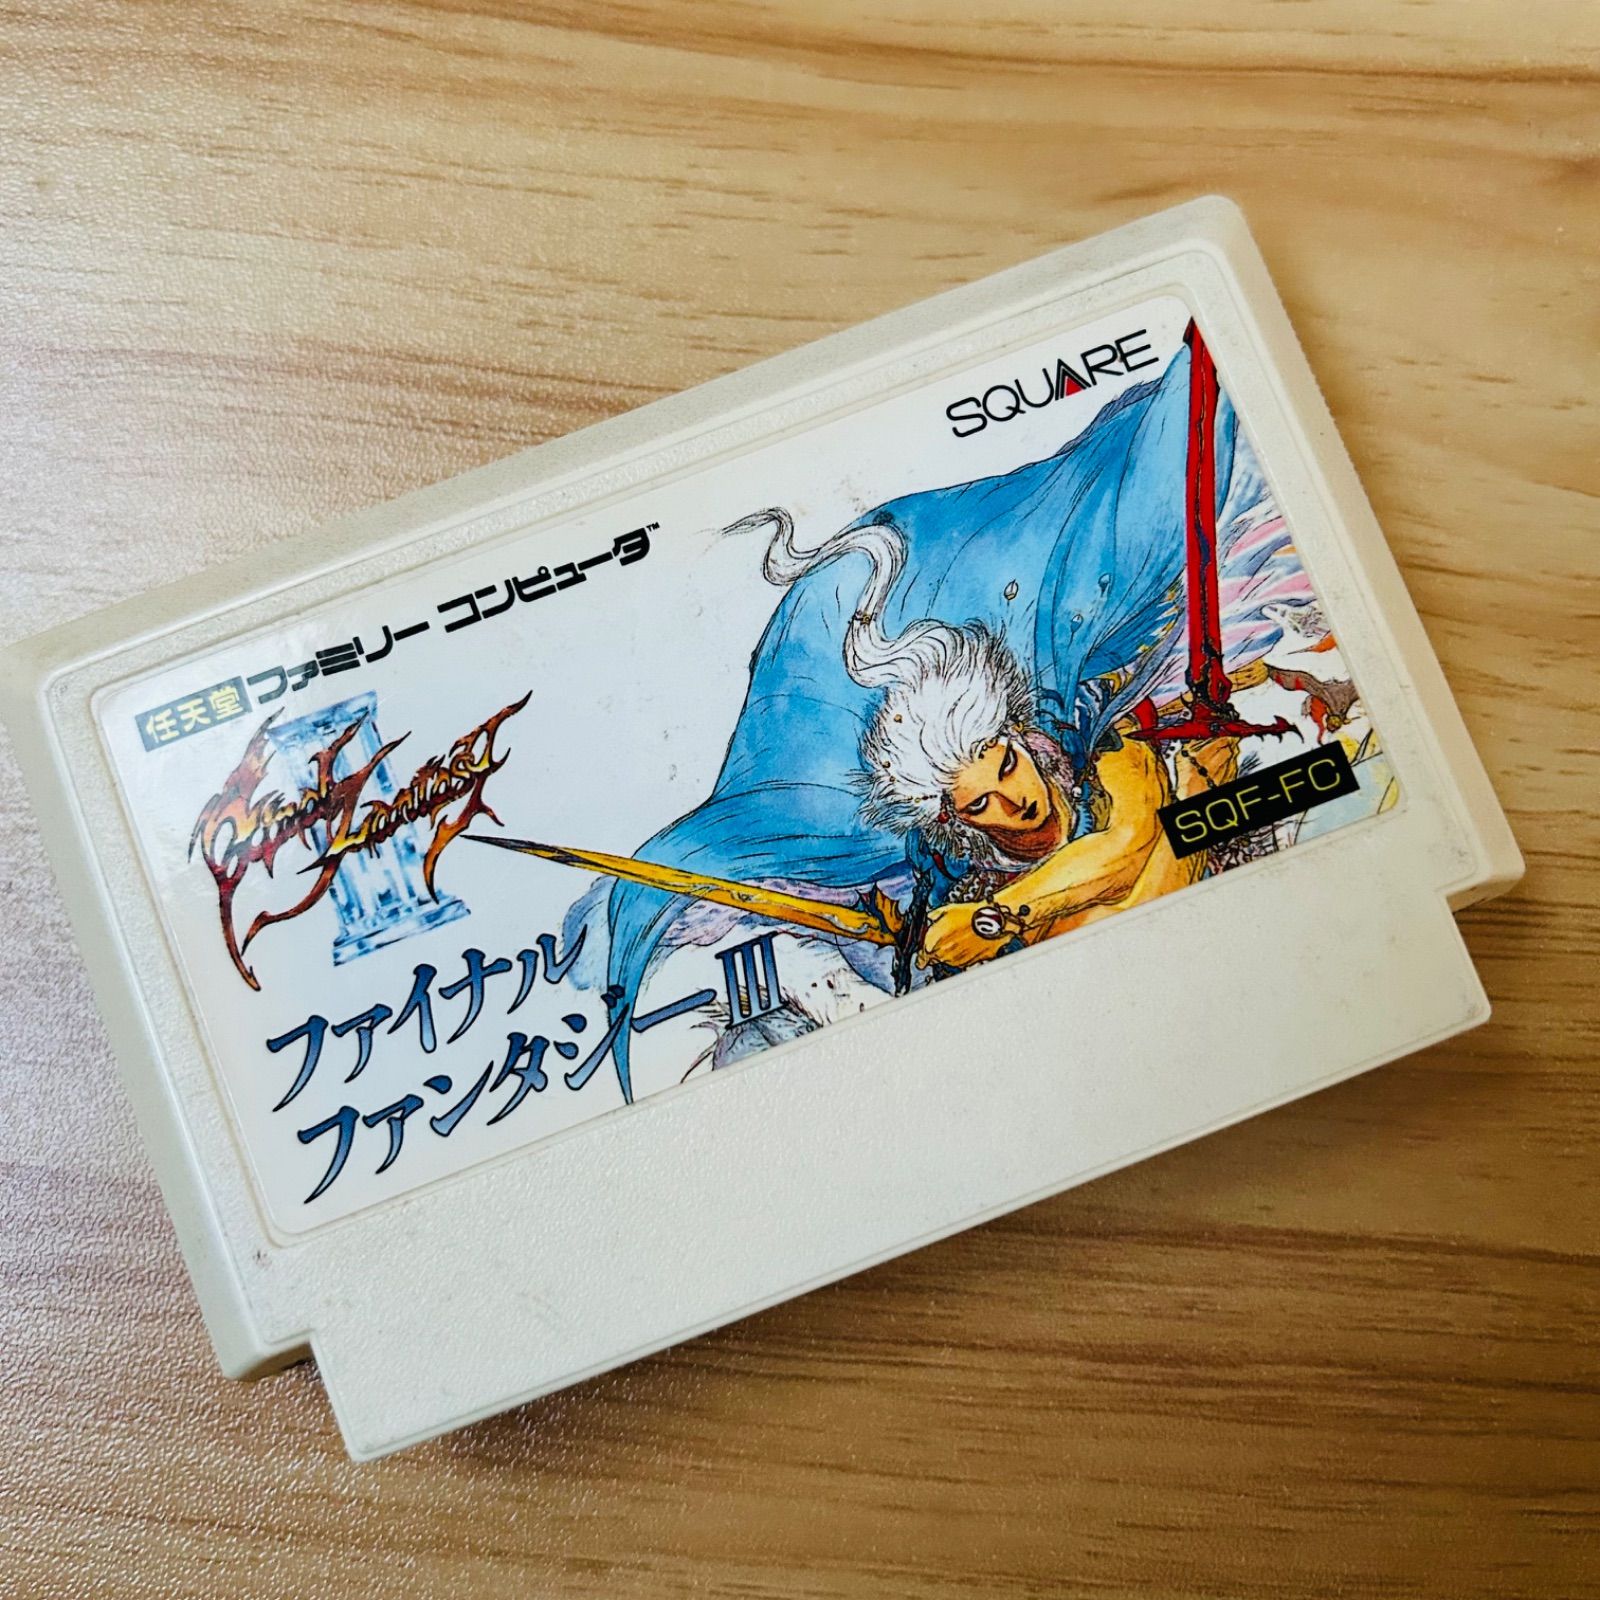 SQUARE
任天堂 ファミリー コンピュータ™
Final Fantasy III
SQF-FC
ファイナル
ファンタジーIII